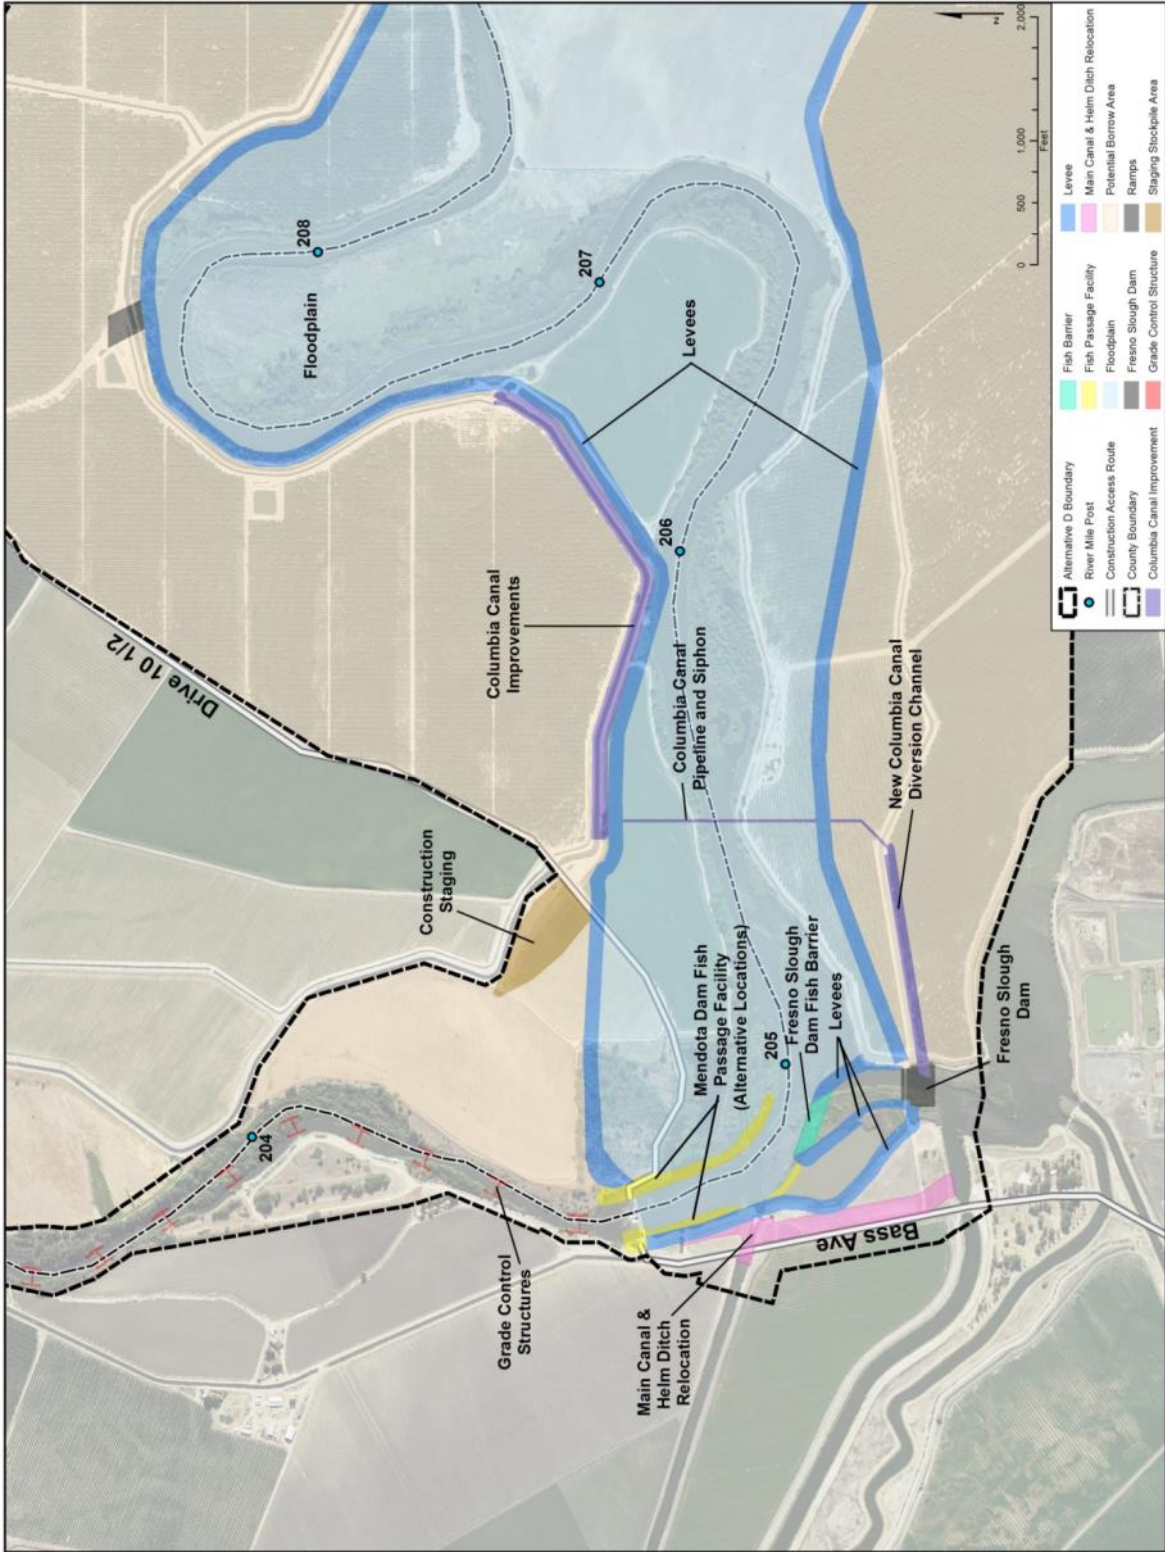 Drive 10 1/2
208
Floodplain
207
Levees
Columbia Canal
Improvements
206
Columbia Canal
Pipeline and Siphon
New Columbia Canal
Diversion Channel
Construction
Staging
204
Mendota Dam Fish
Passage Facility
(Alternative Locations)
205
Fresno Slough
Dam Fish Barrier
Levees
Fresno Slough
Dam
Grade Control
Structures
Main Canal &
Helm Ditch
Relocation
Bass Ave
N
0 500 1,000 2,000
Feet
Alternative D Boundary
River Mile Post
Construction Access Route
County Boundary
Columbia Canal Improvement
Fish Barrier
Fish Passage Facility
Floodplain
Fresno Slough Dam
Grade Control Structure
Levee
Main Canal & Helm Ditch Relocation
Potential Borrow Area
Ramps
Staging Stockpile Area